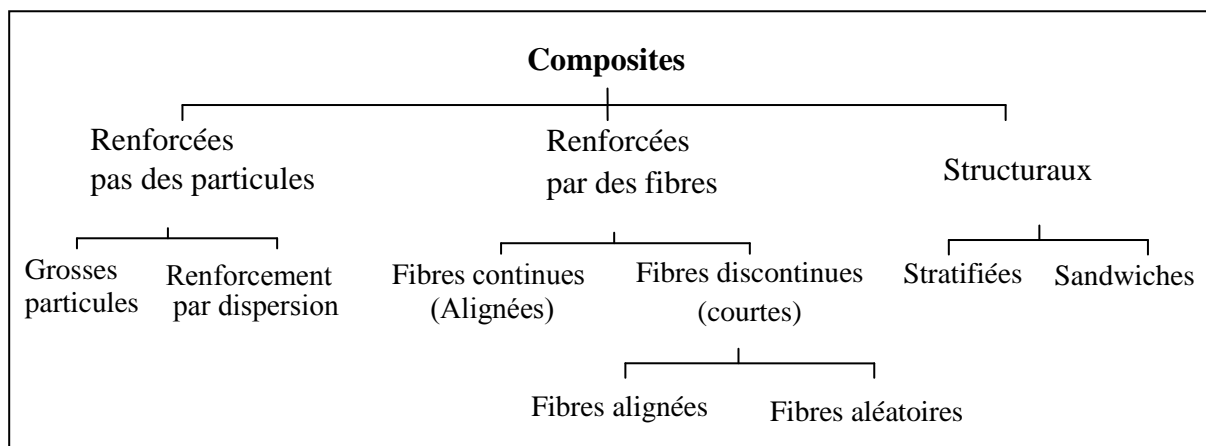 Composites
Renforcées
pas des particules
Renforcées
par des fibres
Structuraux
Grosses
particules
Renforcement
par dispersion
Fibres continues
(Alignées)
Fibres discontinues
(courtes)
Stratifiées
Sandwiches
Fibres alignées
Fibres aléatoires